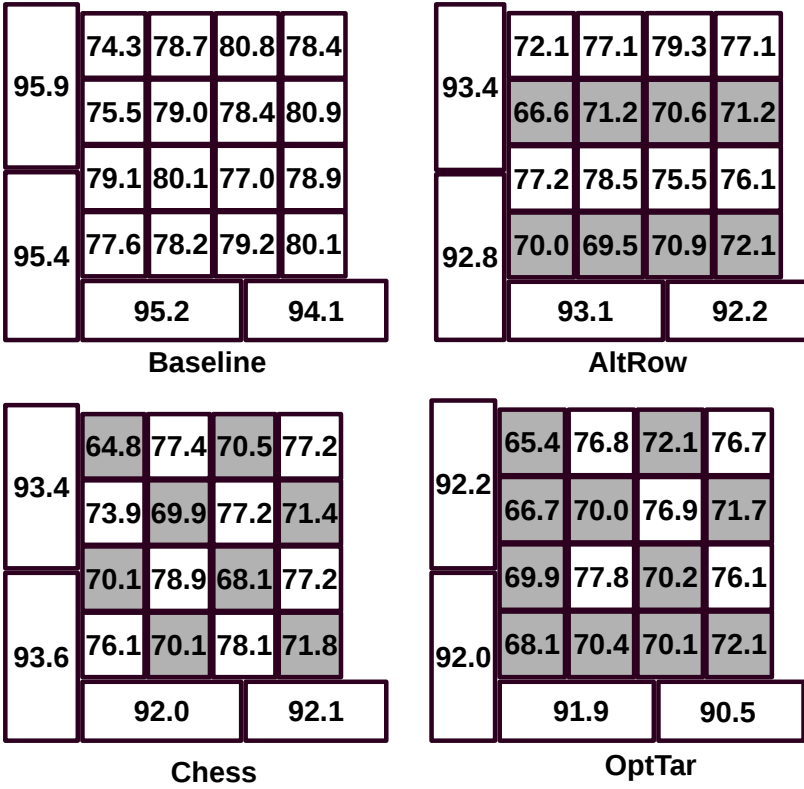 95.9 74.3 78.7 80.8 78.4
75.5 79.0 78.4 80.9
95.4 79.1 80.1 77.0 78.9
77.6 78.2 79.2 80.1
95.2 94.1
Baseline
93.4 72.1 77.1 79.3 77.1
66.6 71.2 70.6 71.2
92.8 77.2 78.5 75.5 76.1
70.0 69.5 70.9 72.1
93.1 92.2
AltRow
93.4 64.8 77.4 70.5 77.2
73.9 69.9 77.2 71.4
93.6 70.1 78.9 68.1 77.2
76.1 70.1 78.1 71.8
92.0 92.1
Chess
92.2 65.4 76.8 72.1 76.7
66.7 70.0 76.9 71.7
92.0 69.9 77.8 70.2 76.1
68.1 70.4 70.1 72.1
91.9 90.5
OptTar